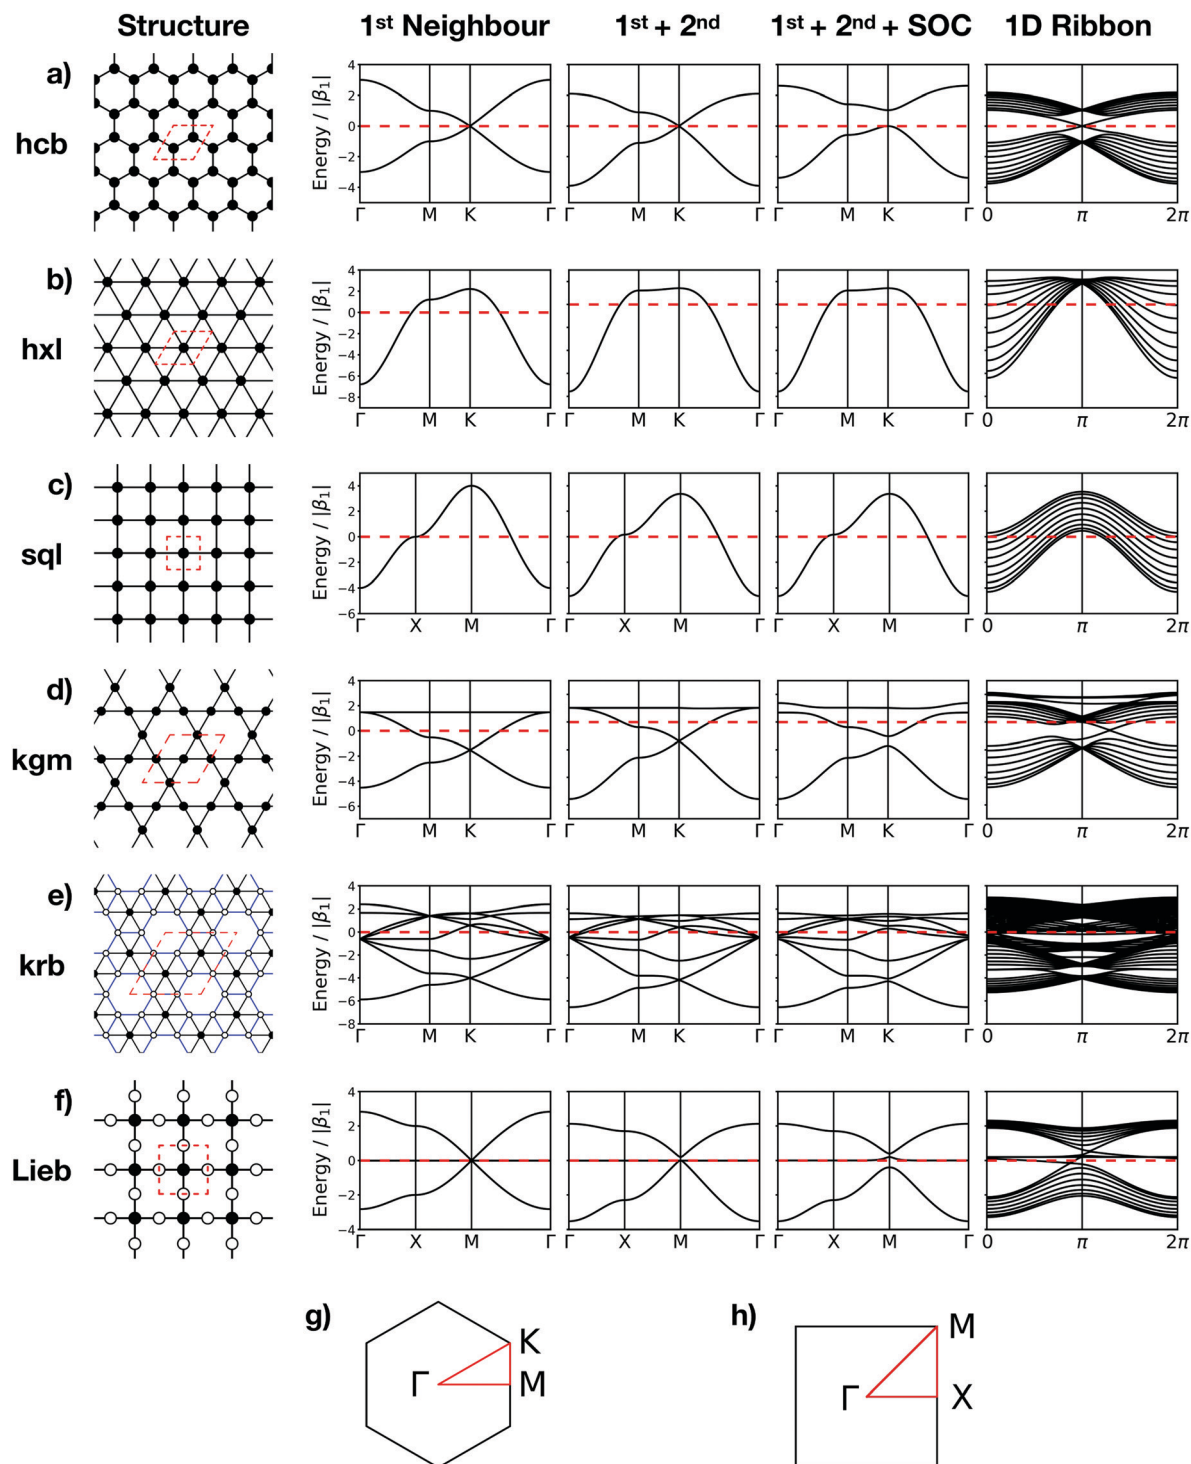 Structure 1st Neighbour 1st + 2nd 1st + 2nd + SOC 1D Ribbon
a)
hcb
Energy / |β1|
4
2
0
−2
−4
Γ M K Γ Γ M K Γ Γ M K Γ 0 π 2π
b)
hxl
Energy / |β1|
4
2
0
−2
−4
−6
−8
Γ M K Γ Γ M K Γ Γ M K Γ 0 π 2π
c)
sql
Energy / |β1|
4
2
0
−2
−4
−6
Γ X M Γ Γ X M Γ Γ X M Γ 0 π 2π
d)
kgm
Energy / |β1|
4
2
0
−2
−4
−6
Γ M K Γ Γ M K Γ Γ M K Γ 0 π 2π
e)
krb
Energy / |β1|
4
2
0
−2
−4
−6
−8
Γ M K Γ Γ M K Γ Γ M K Γ 0 π 2π
f)
Lieb
Energy / |β1|
4
2
0
−2
−4
Γ X M Γ Γ X M Γ Γ X M Γ 0 π 2π
g)
K
Γ M
h)
M
Γ X